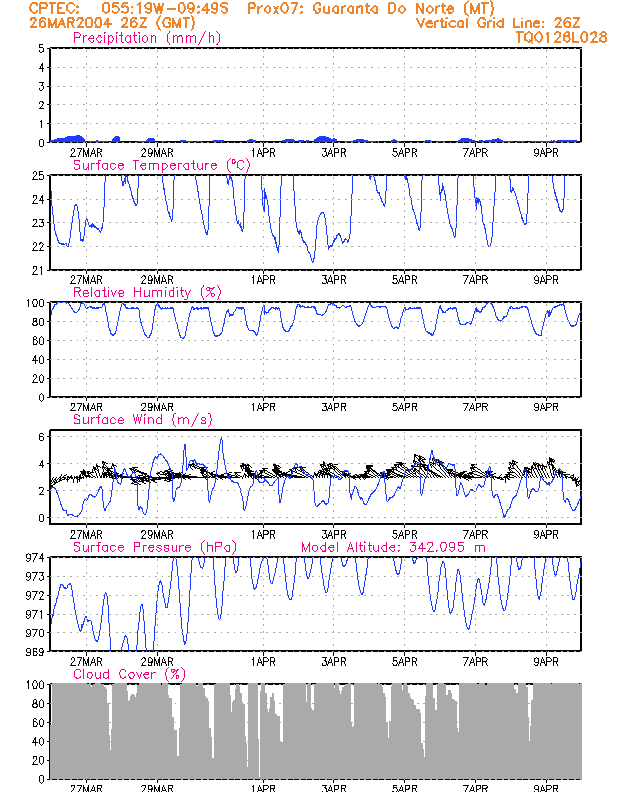 CPTEC: 055:19W-09:49S Prox07: Guaranta Do Norte (MT)
26MAR2004 26Z (GMT) Vertical Grid Line: 26Z
Precipitation (mm/h) TQ0126L028
5
4
3
2
1
0
27MAR 29MAR 1APR 3APR 5APR 7APR 9APR
Surface Temperature (ºC)
25
24
23
22
21
27MAR 29MAR 1APR 3APR 5APR 7APR 9APR
Relative Humidity (%)
100
80
60
40
20
0
27MAR 29MAR 1APR 3APR 5APR 7APR 9APR
Surface Wind (m/s)
6
4
2
0
27MAR 29MAR 1APR 3APR 5APR 7APR 9APR
Surface Pressure (hPa) Model Altitude: 342.095 m
974
973
972
971
970
969
27MAR 29MAR 1APR 3APR 5APR 7APR 9APR
Cloud Cover (%)
100
80
60
40
20
0
27MAR 29MAR 1APR 3APR 5APR 7APR 9APR